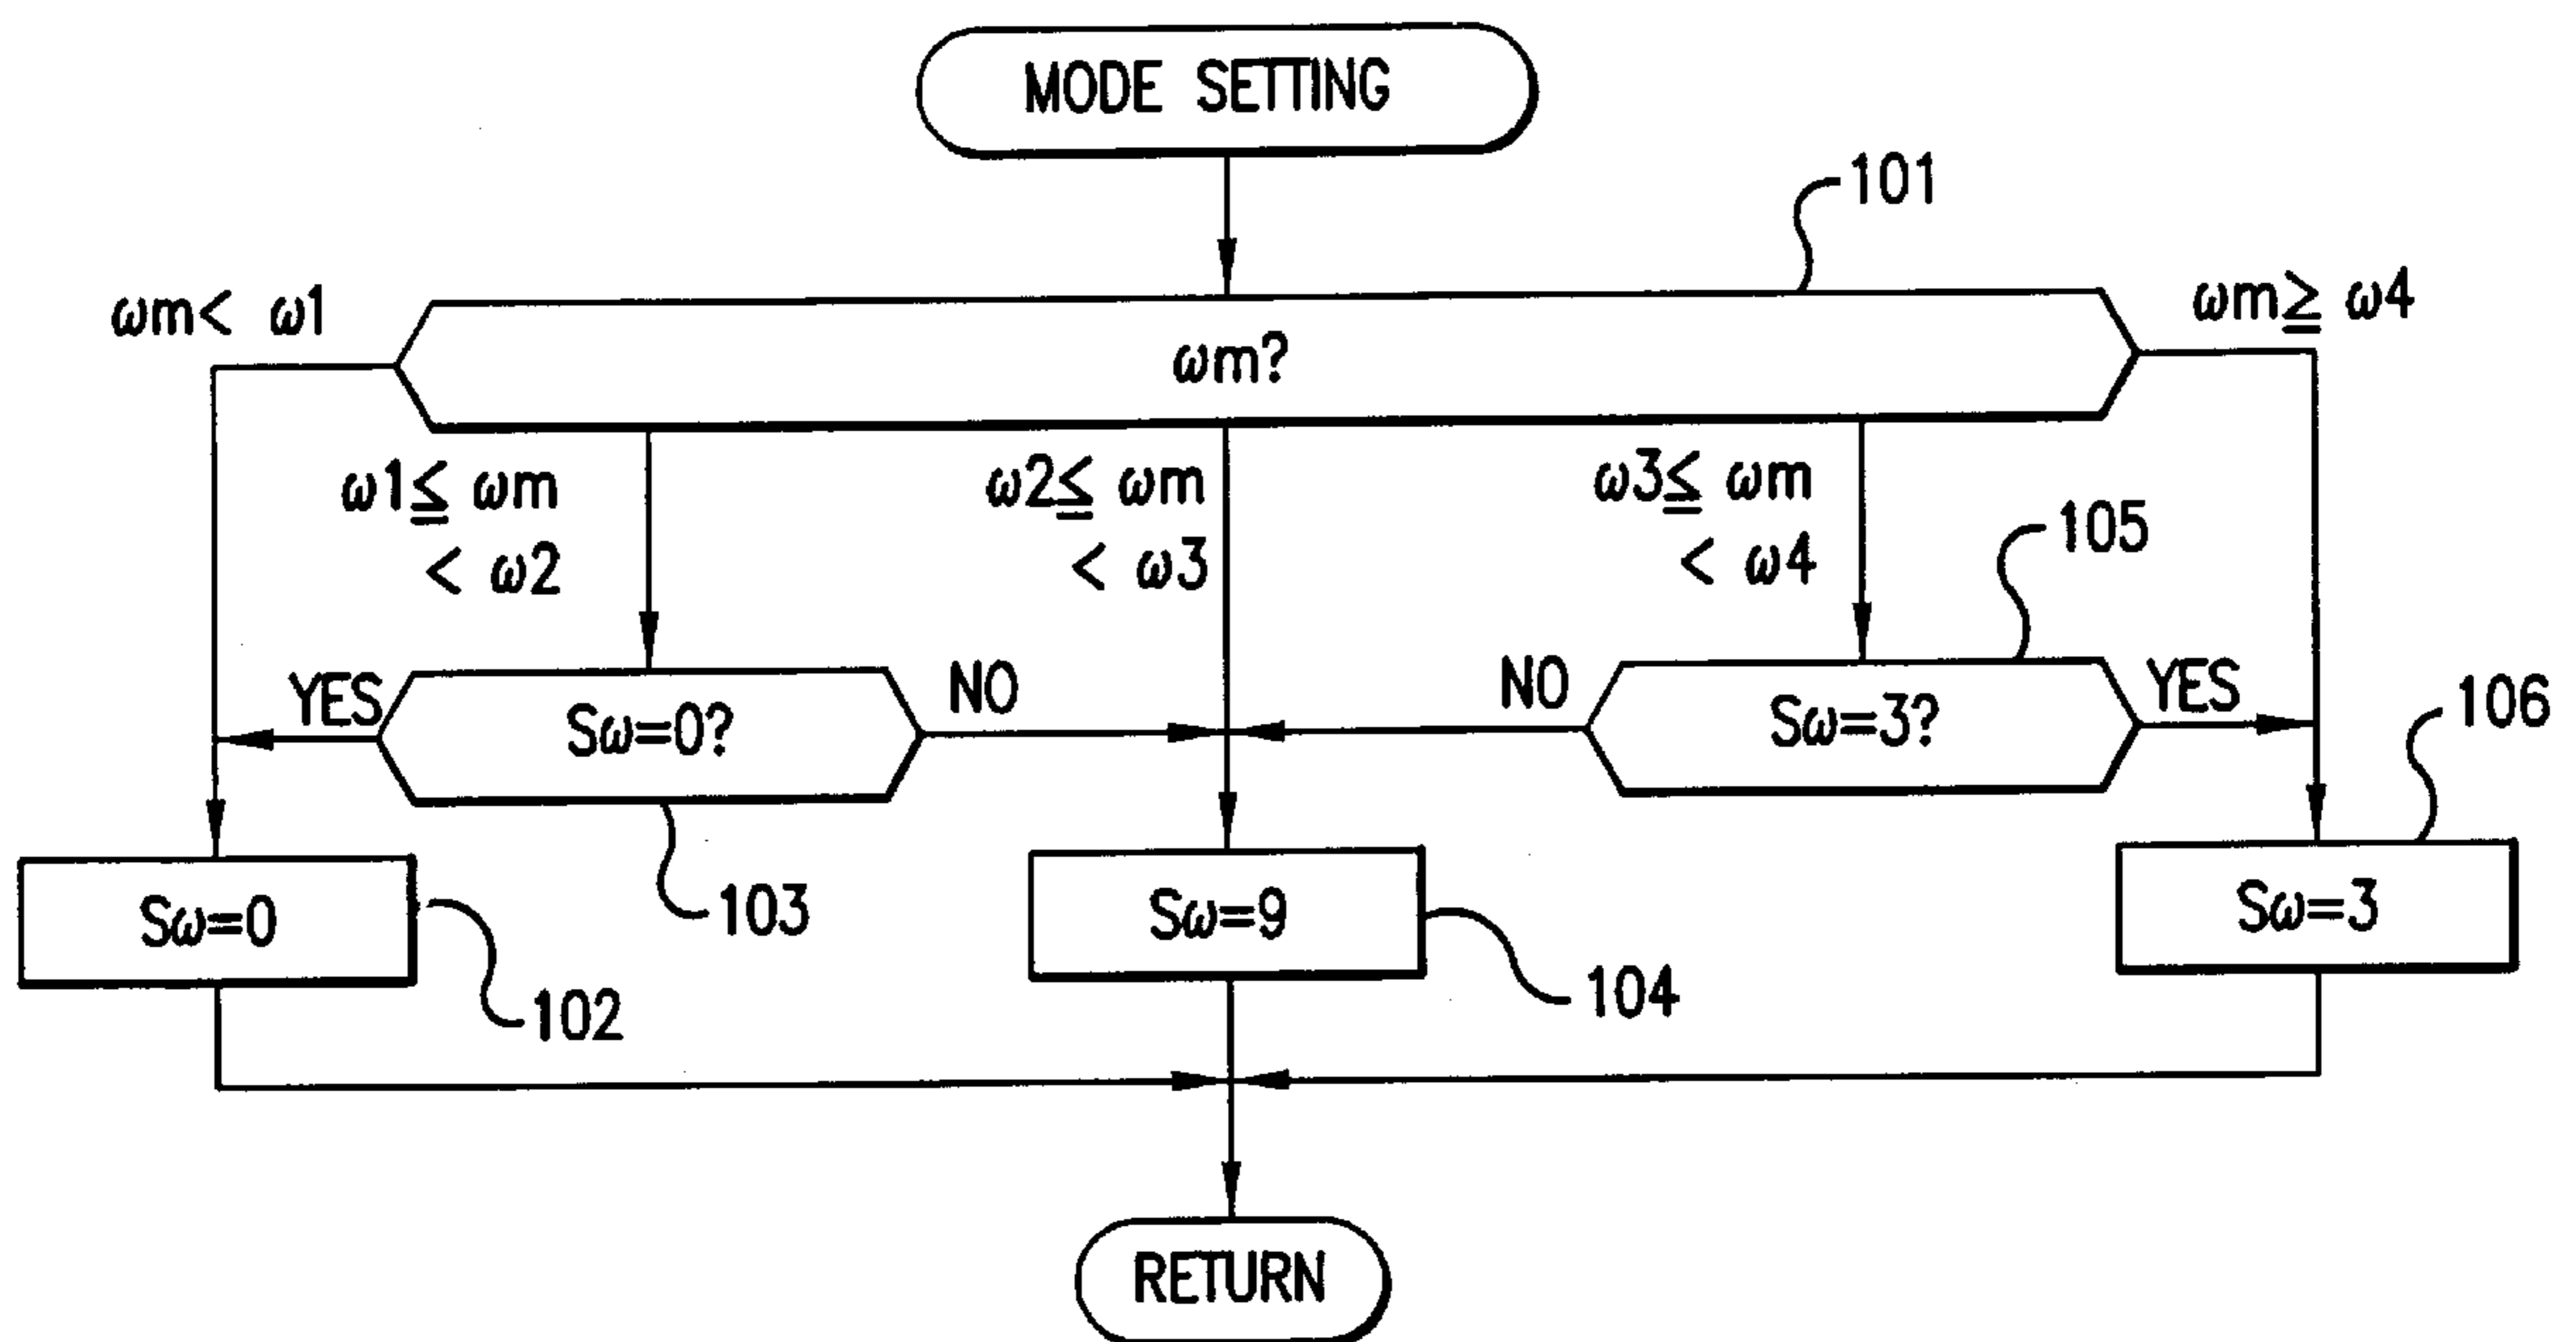 MODE SETTING
101
ωm< ω1
ωm≧ ω4
ωm?
ω1≦ ωm
< ω2
ω2≦ ωm
< ω3
ω3≦ ωm
< ω4
105
YES
Sω=0?
NO
NO
Sω=3?
YES
106
Sω=0
103
Sω=9
Sω=3
102
104
RETURN